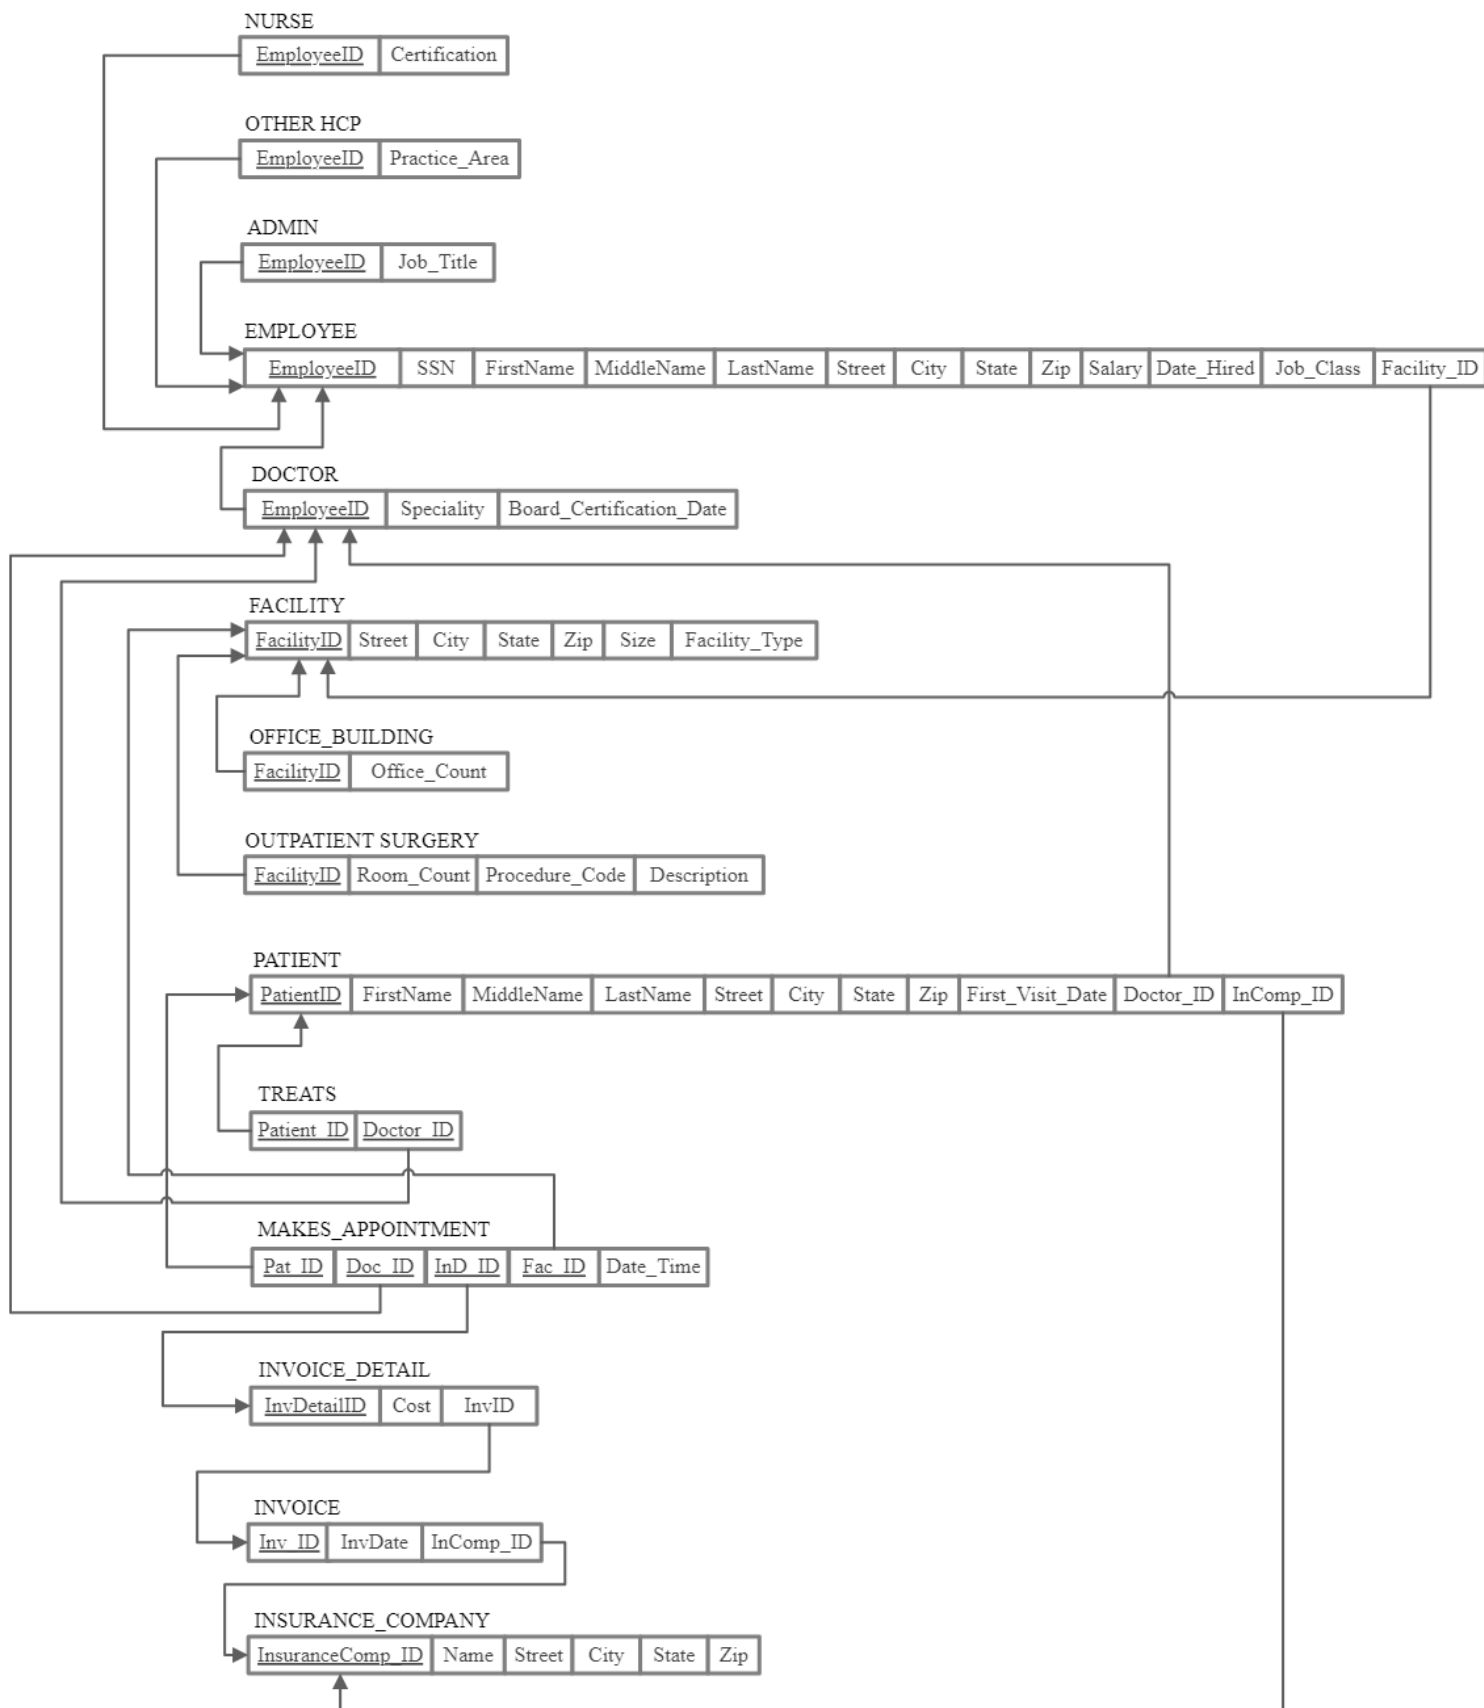 NURSE
EmployeeID Certification
OTHER HCP
EmployeeID Practice_Area
ADMIN
EmployeeID Job_Title
EMPLOYEE
EmployeeID SSN FirstName MiddleName LastName Street City State Zip Salary Date_Hired Job_Class Facility_ID
DOCTOR
EmployeeID Speciality Board_Certification_Date
FACILITY
FacilityID Street City State Zip Size Facility_Type
OFFICE_BUILDING
FacilityID Office_Count
OUTPATIENT SURGERY
FacilityID Room_Count Procedure_Code Description
PATIENT
PatientID FirstName MiddleName LastName Street City State Zip First_Visit_Date Doctor_ID InComp_ID
TREATS
Patient_ID Doctor_ID
MAKES_APPOINTMENT
Pat_ID Doc_ID InD_ID Fac_ID Date_Time
INVOICE_DETAIL
InvDetailID Cost InvID
INVOICE
Inv_ID InvDate InComp_ID
INSURANCE_COMPANY
InsuranceComp_ID Name Street City State Zip